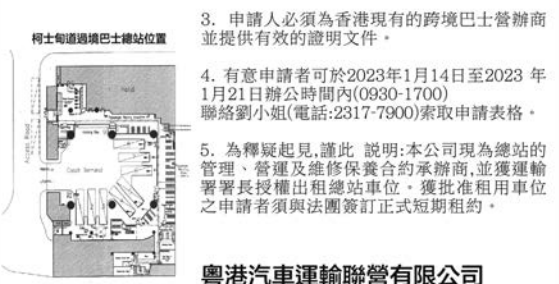 柯士甸道過境巴士總站位置
Hotel
Access Road
Coach Terminal
3. 申請人必須為香港現有的跨境巴士營辦商
並提供有效的證明文件。
4. 有意申請者可於2023年1月14日至2023 年
1月21日辦公時間內(0930-1700)
聯絡劉小姐(電話:2317-7900)索取申請表格。
5. 為釋疑起見,謹此 說明:本公司現為總站的
管理、營運及維修保養合約承辦商,並獲運輸
署署長授權出租總站車位。獲批准租用車位
之申請者須與法團簽訂正式短期租約。
粵港汽車運輸聯營有限公司